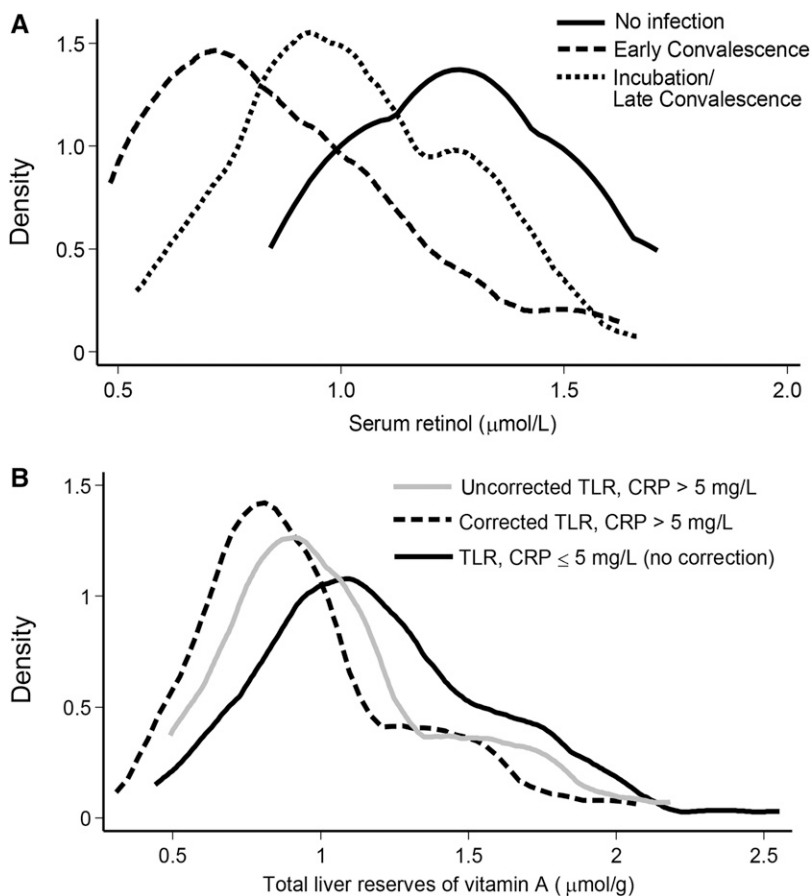 A
No infection
Early Convalescence
Incubation/
Late Convalescence
1.5
1.0
0.5
0
Density
0.5
1.0
1.5
2.0
Serum retinol (μmol/L)
B
Uncorrected TLR, CRP > 5 mg/L
Corrected TLR, CRP > 5 mg/L
TLR, CRP ≤ 5 mg/L (no correction)
1.5
1
0.5
0
Density
0.5
1
1.5
2
2.5
Total liver reserves of vitamin A ( μmol/g)